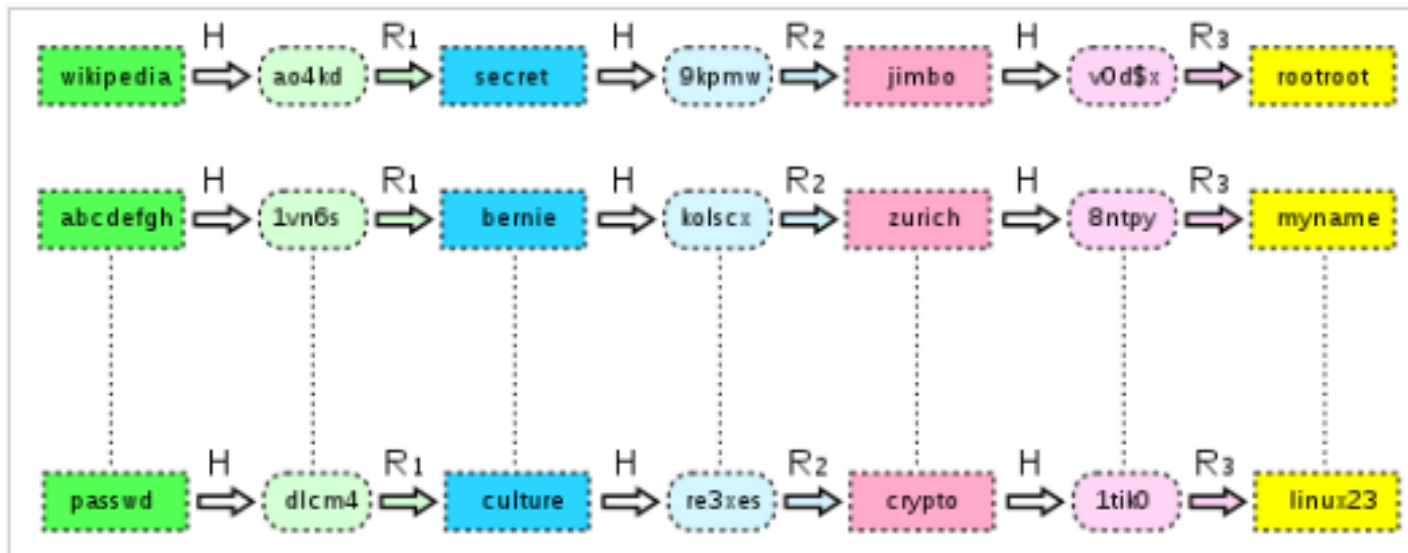 H R1 H R2 H R3
wikipedia ao4kd secret 9kpmw jimbo v0d$x rootroot
H R1 H R2 H R3
abcdefgh 1vn6s bernie kolscx zurich 8ntpy myname
H R1 H R2 H R3
passwd dlcm4 culture re3xes crypto 1tik0 linux23